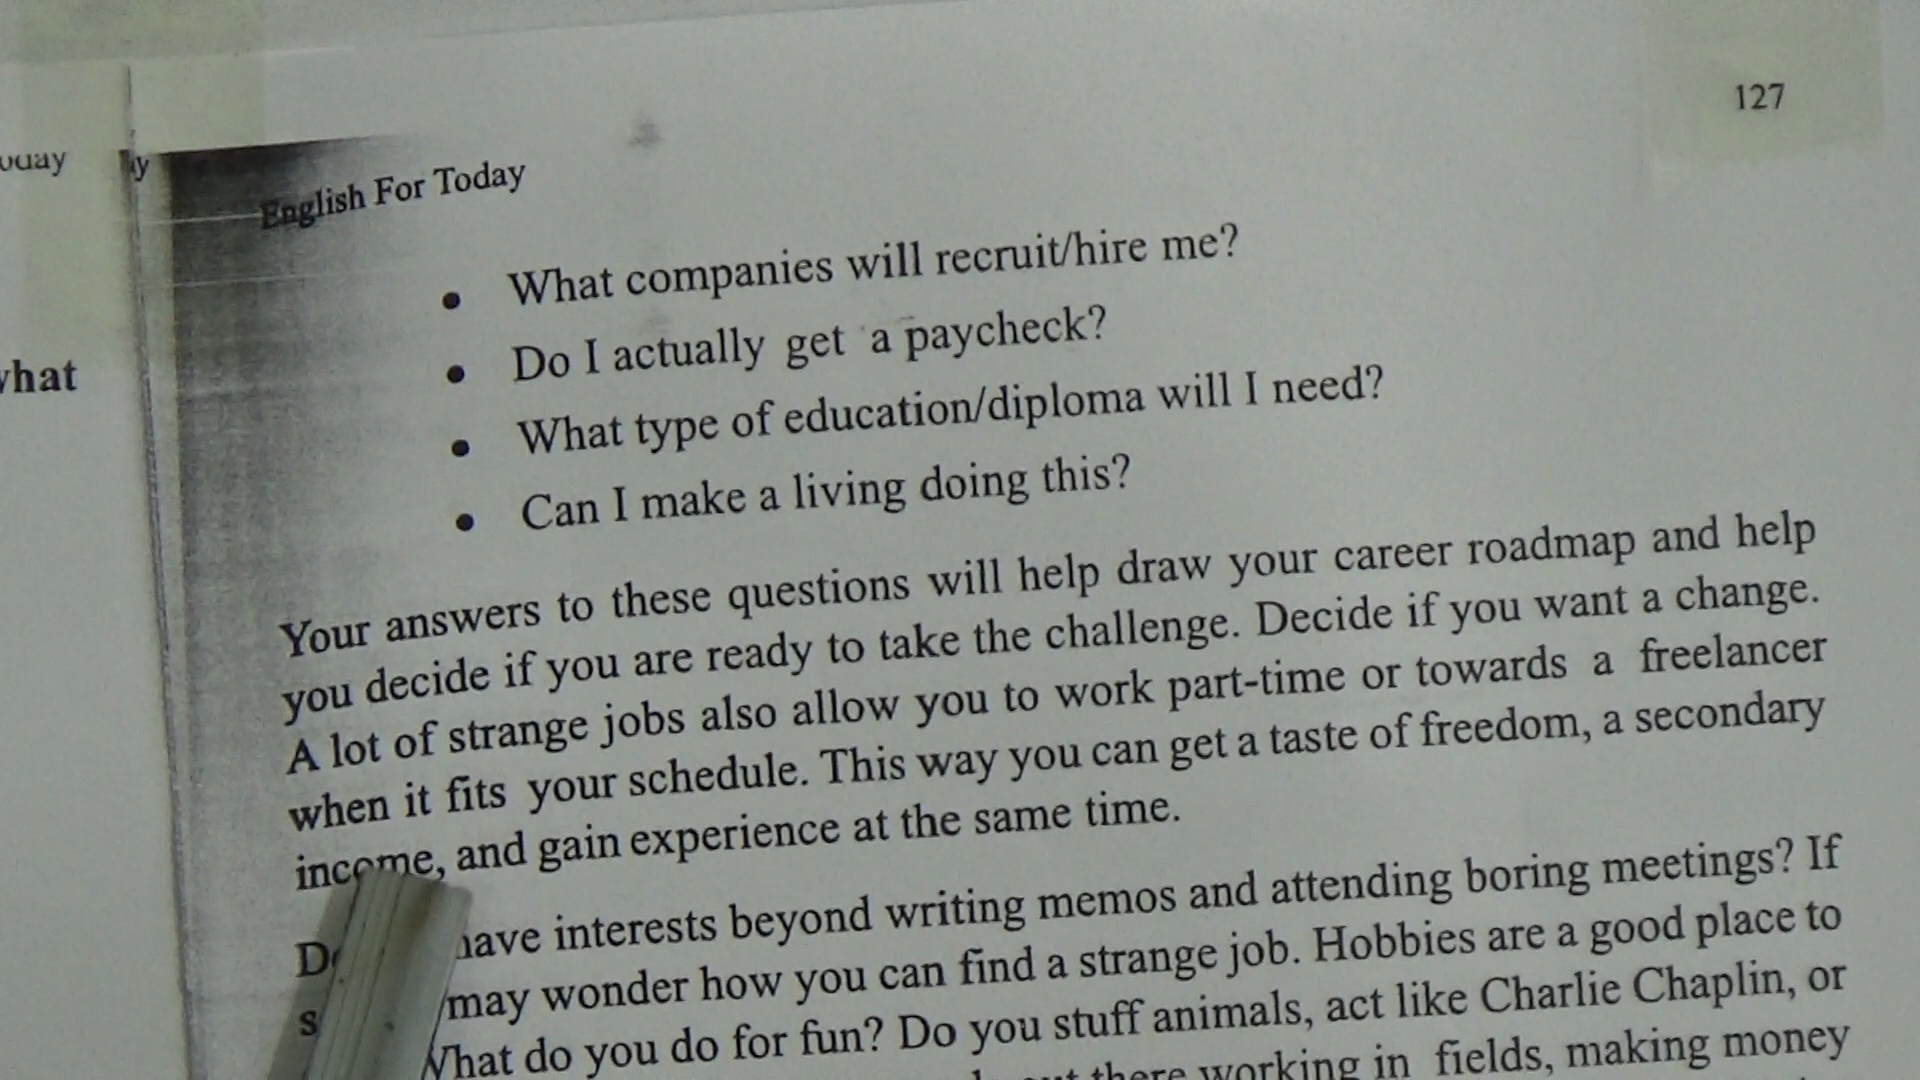 127
English For Today
• What companies will recruit/hire me?
• Do I actually get a paycheck?
• What type of education/diploma will I need?
• Can I make a living doing this?
what
Your answers to these questions will help draw your career roadmap and help
you decide if you are ready to take the challenge. Decide if you want a change.
A lot of strange jobs also allow you to work part-time or towards a freelancer
when it fits your schedule. This way you can get a taste of freedom, a secondary
income, and gain experience at the same time.
have interests beyond writing memos and attending boring meetings? If
may wonder how you can find a strange job. Hobbies are a good place to
What do you do for fun? Do you stuff animals, act like Charlie Chaplin, or
there working in fields, making money